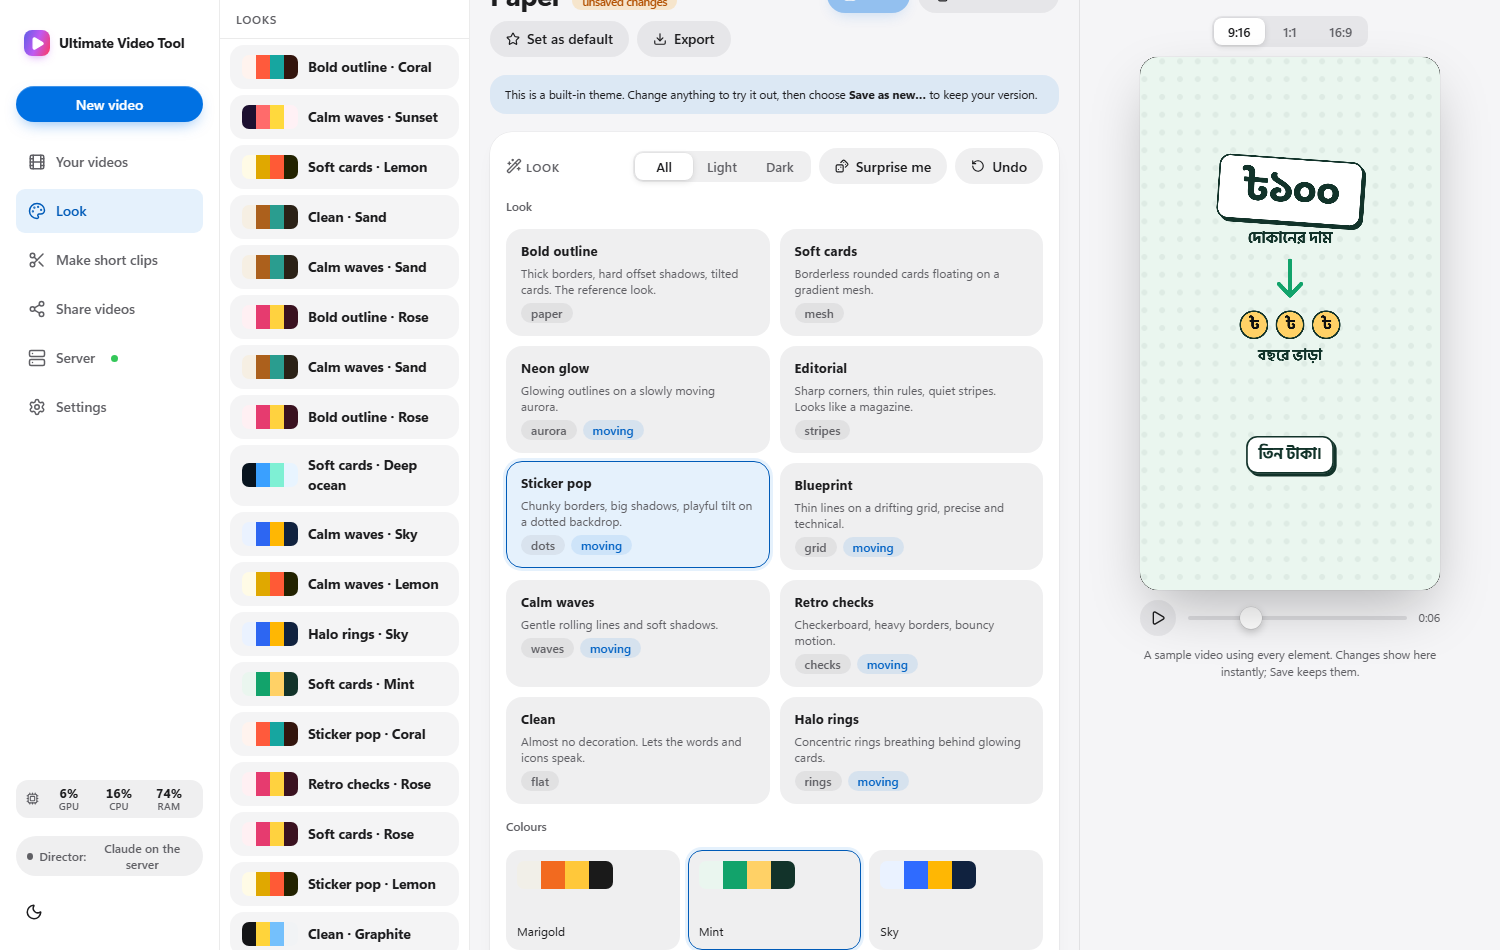 Ultimate Video Tool
New video
Your videos
Look
Make short clips
Share videos
Server
Settings
6%
GPU
16%
CPU
74%
RAM
Director:
Claude on the
server
LOOKS
Bold outline · Coral
Calm waves · Sunset
Soft cards · Lemon
Clean · Sand
Calm waves · Sand
Bold outline · Rose
Calm waves · Sand
Bold outline · Rose
Soft cards · Deep
ocean
Calm waves · Sky
Calm waves · Lemon
Halo rings · Sky
Soft cards · Mint
Sticker pop · Coral
Retro checks · Rose
Soft cards · Rose
Sticker pop · Lemon
Clean · Graphite
Paper
unsaved changes
Set as default
Export
This is a built-in theme. Change anything to try it out, then choose Save as new... to keep your version.
LOOK
All
Light
Dark
Surprise me
Undo
Look
Bold outline
Thick borders, hard offset shadows, tilted
cards. The reference look.
paper
Soft cards
Borderless rounded cards floating on a
gradient mesh.
mesh
Neon glow
Glowing outlines on a slowly moving
aurora.
aurora
moving
Editorial
Sharp corners, thin rules, quiet stripes.
Looks like a magazine.
stripes
Sticker pop
Chunky borders, big shadows, playful tilt on
a dotted backdrop.
dots
moving
Blueprint
Thin lines on a drifting grid, precise and
technical.
grid
moving
Calm waves
Gentle rolling lines and soft shadows.
waves
moving
Retro checks
Checkerboard, heavy borders, bouncy
motion.
checks
moving
Clean
Almost no decoration. Lets the words and
icons speak.
flat
Halo rings
Concentric rings breathing behind glowing
cards.
rings
moving
Colours
Marigold
Mint
Sky
9:16
1:1
16:9
৳১০০
দোকানের দাম
৳ ৳ ৳
বছরে ভাড়া
তিন টাকা।
0:06
A sample video using every element. Changes show here
instantly; Save keeps them.